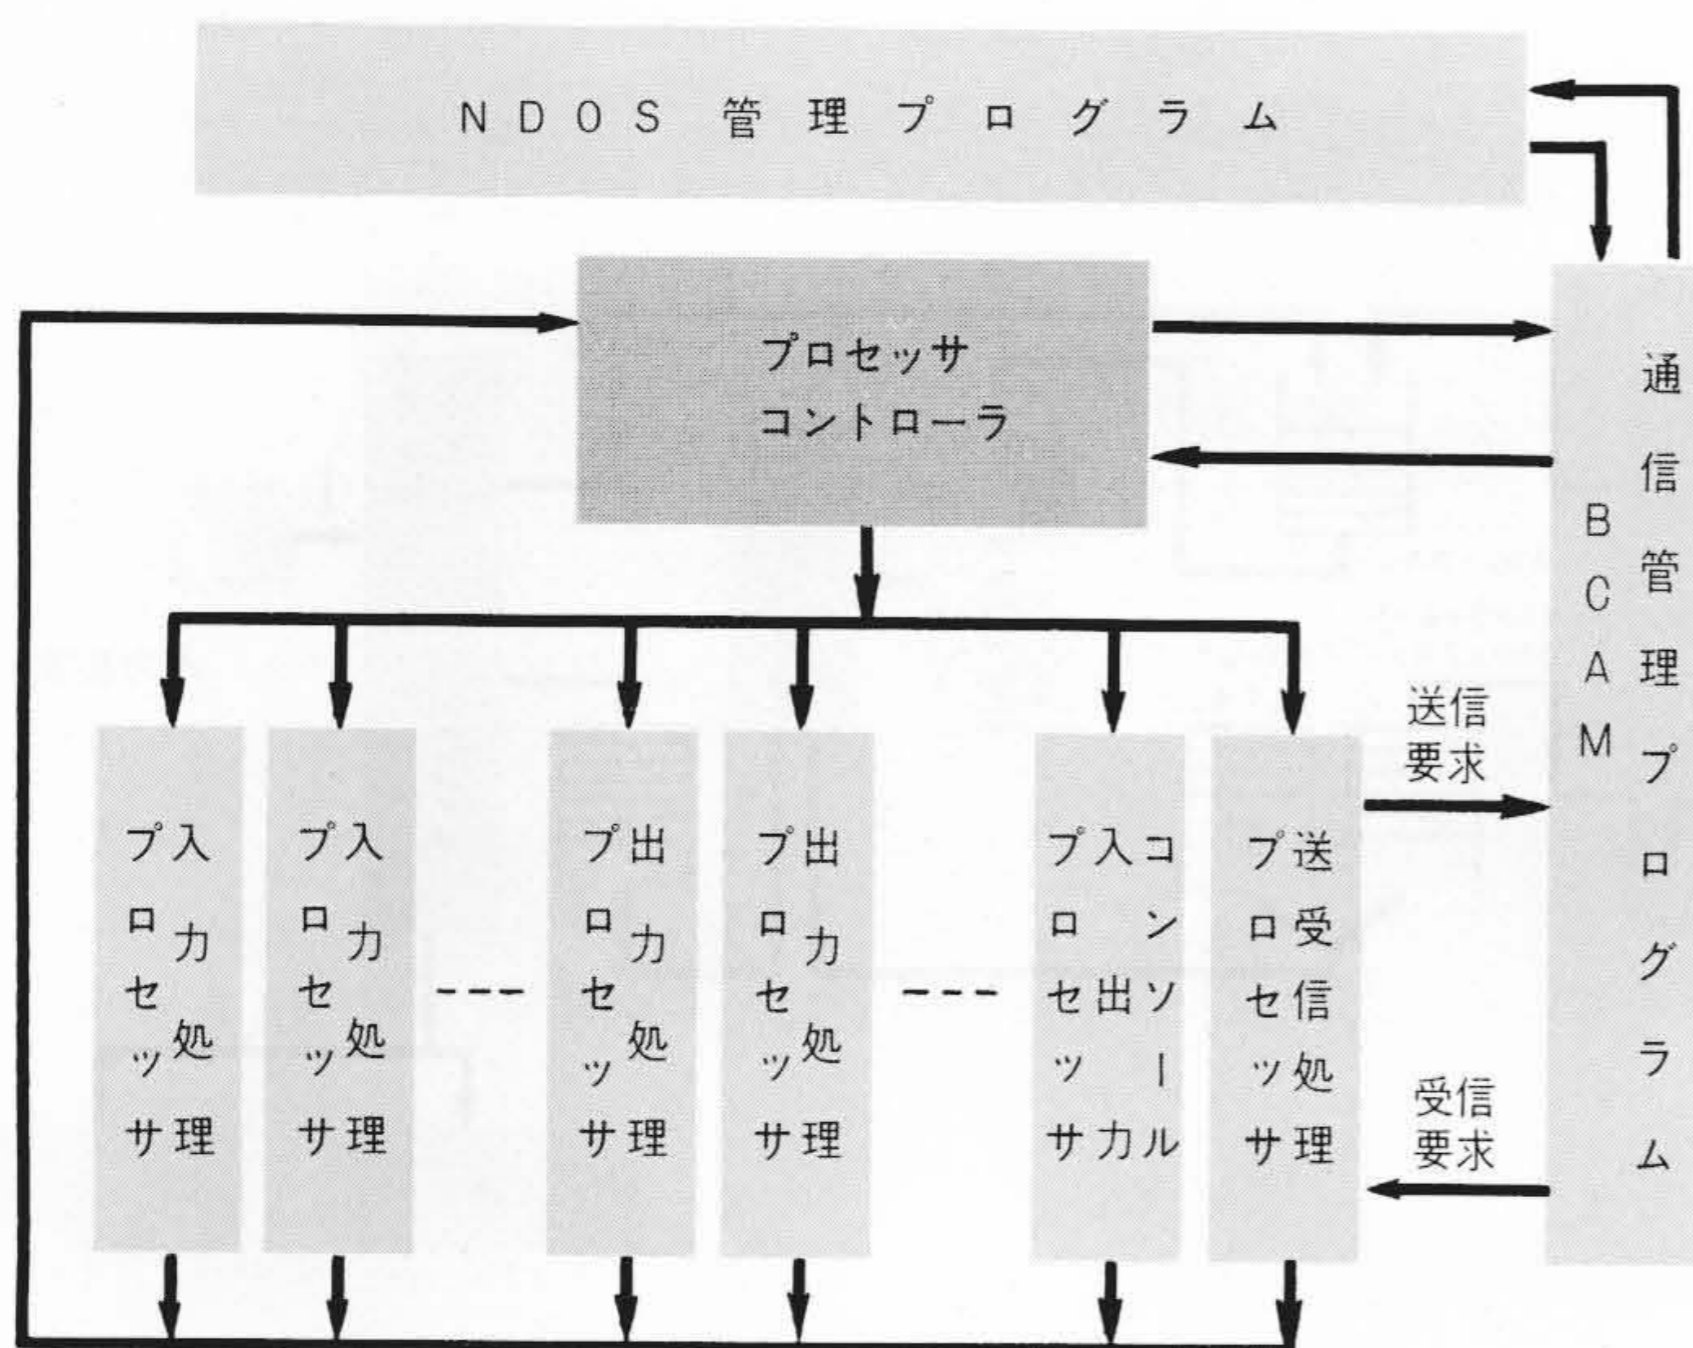 NDOS管理プログラム
プロセッサ
コントローラ
通信管理プログラム
BCAM
入力処理
プロセッサ
入力処理
プロセッサ
出力処理
プロセッサ
出力処理
プロセッサ
コンソール
入出力
プロセッサ
送受信処理
プロセッサ
送信
要求
受信
要求